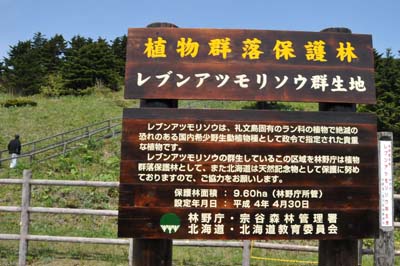 植物群落保護林
レブンアツモリソウ群生地
レブンアツモリソウは、礼文島固有のラン科の植物で絶滅の
恐れのある国内希少野生動植物種として政令で指定された貴重
な植物です。
レブンアツモリソウの群生しているこの区域を林野庁は植物
群落保護林として、また北海道は天然記念物として保護に努め
ておりますので、ご協力をお願いします。
保護林面積 : 9.60ha (林野庁所管)
設定年月日 : 平成 4年 4月30日
林野庁・宗谷森林管理署
北海道・北海道教育委員会